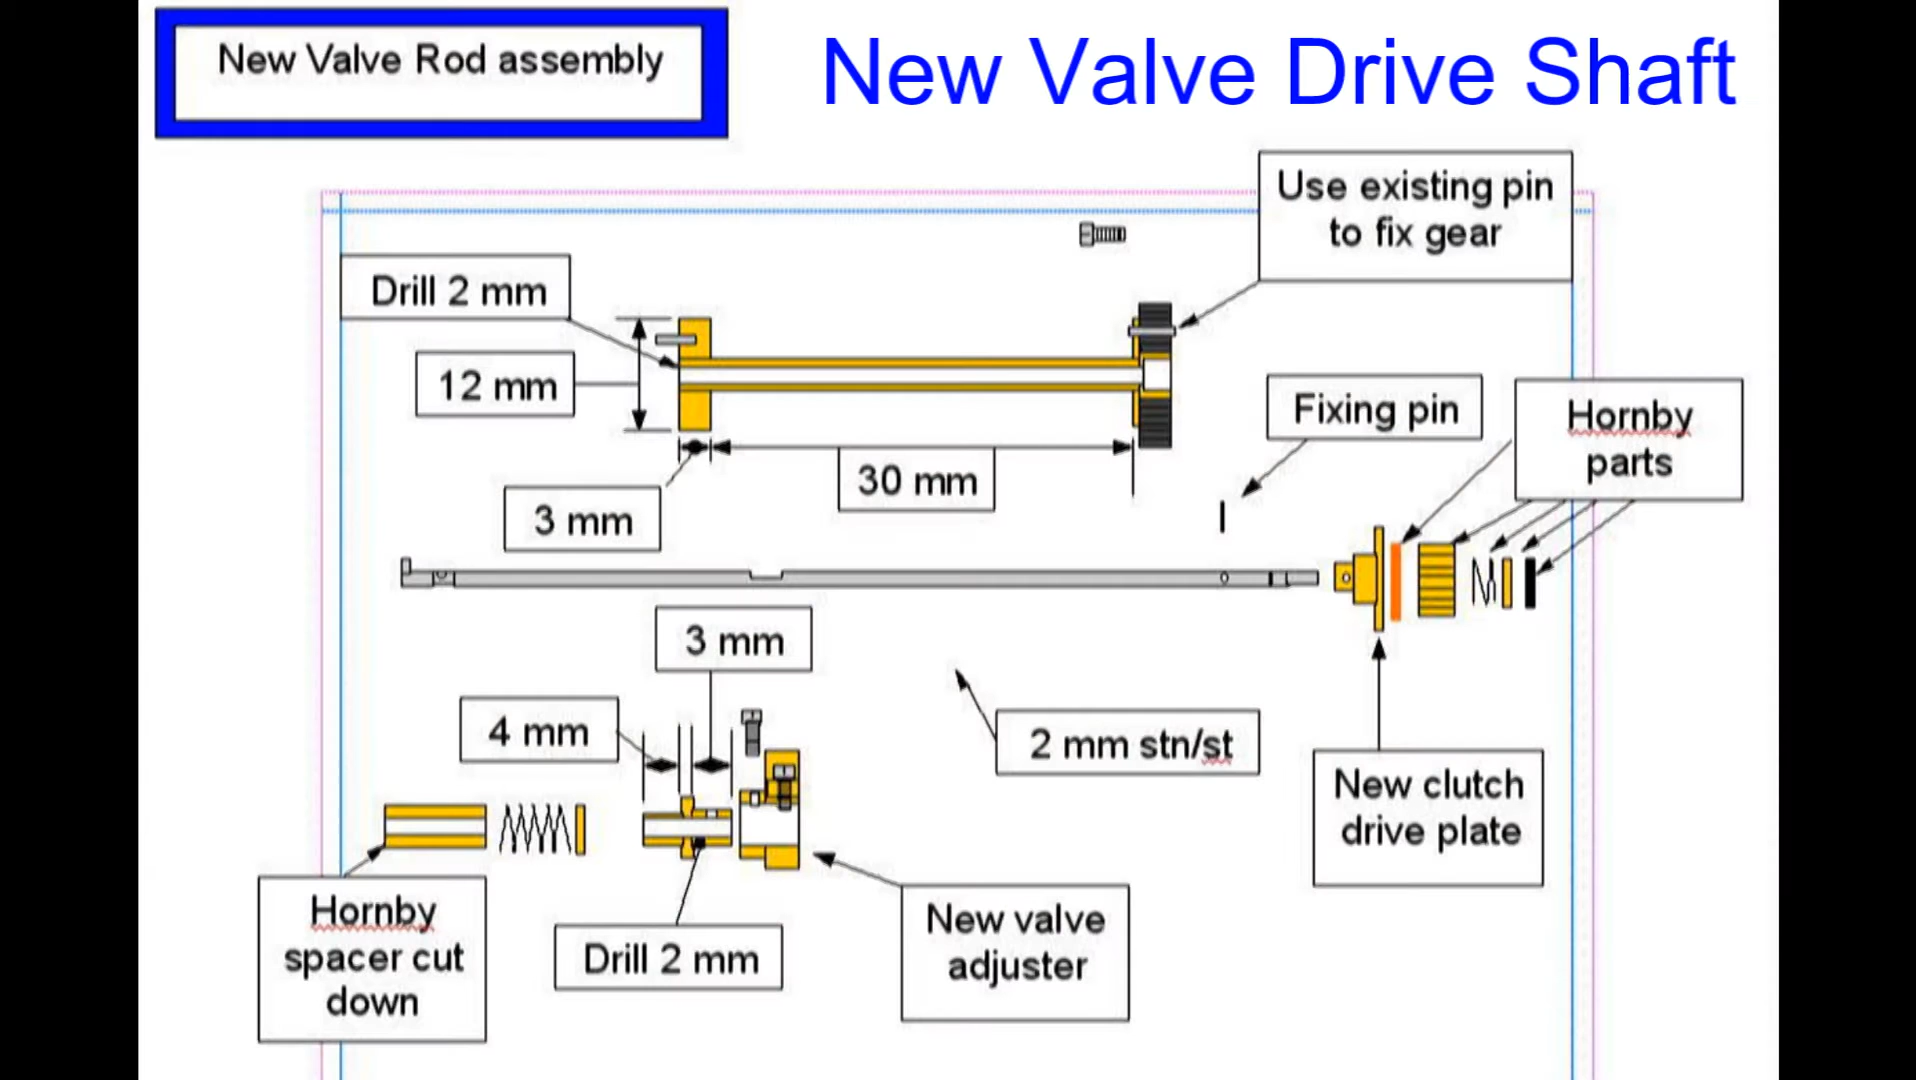 New Valve Rod assembly
New Valve Drive Shaft
Use existing pin
to fix gear
Drill 2 mm
12 mm
Fixing pin
Hornby
parts
30 mm
3 mm
3 mm
4 mm
2 mm stn/st
New clutch
drive plate
Hornby
spacer cut
down
Drill 2 mm
New valve
adjuster